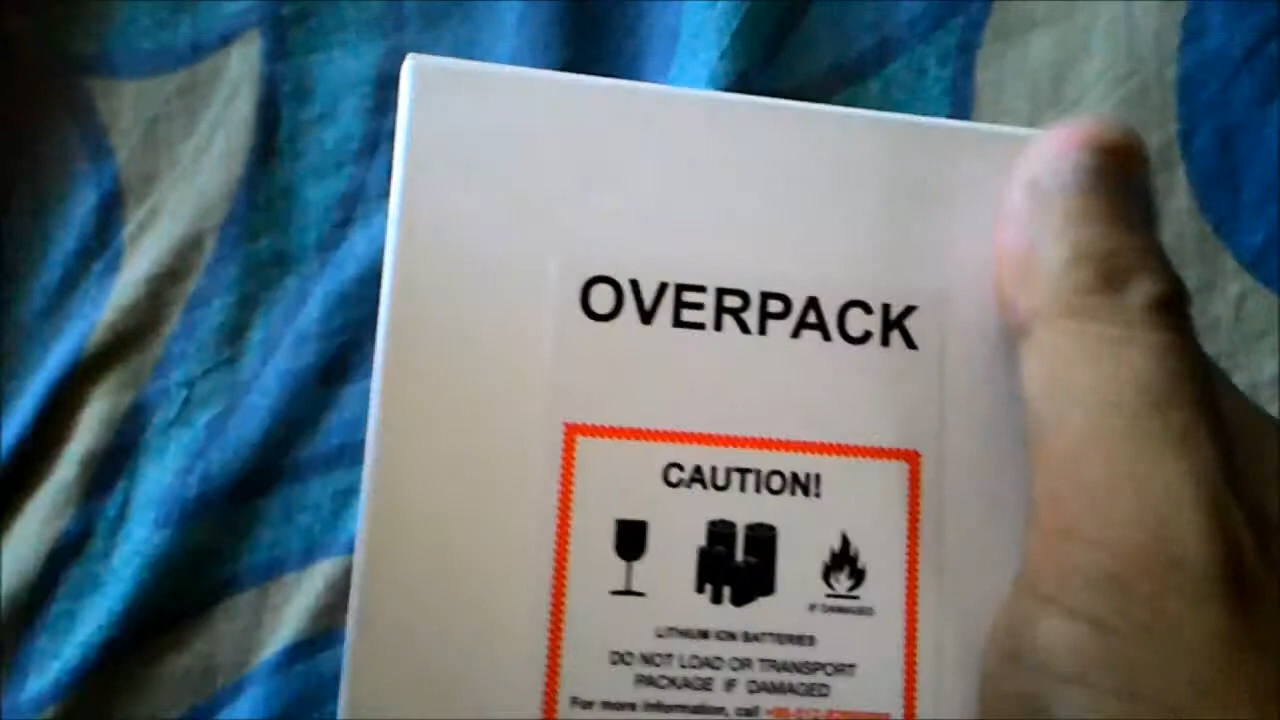 OVERPACK
CAUTION!
IF DAMAGED
LITHIUM ION BATTERIES
DO NOT LOAD OR TRANSPORT
PACKAGE IF DAMAGED
For more information, call